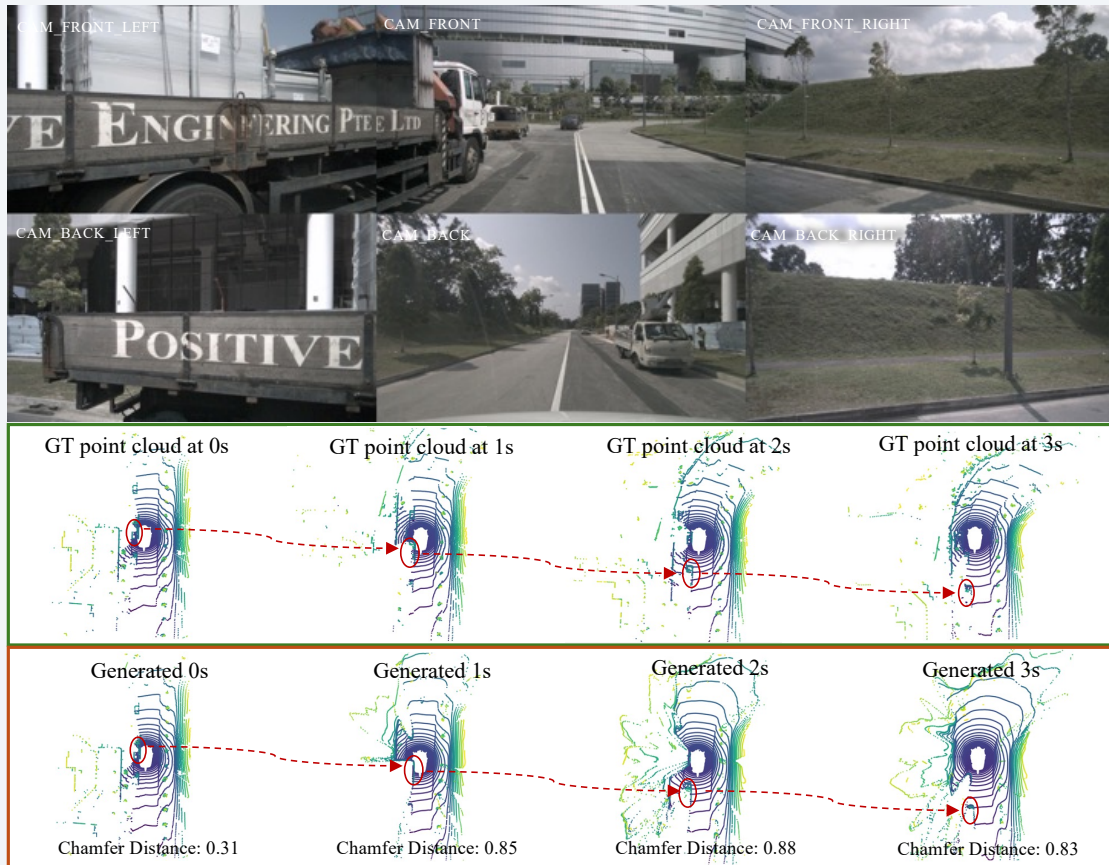 CAM_FRONT_LEFT
CAM_FRONT
CAM_FRONT_RIGHT
VE ENGINEERING PTE E LTD
CAM_BACK_LEFT
CAM_BACK
CAM_BACK_RIGHT
POSITIVE
GT point cloud at 0s
GT point cloud at 1s
GT point cloud at 2s
GT point cloud at 3s
Generated 0s
Generated 1s
Generated 2s
Generated 3s
Chamfer Distance: 0.31
Chamfer Distance: 0.85
Chamfer Distance: 0.88
Chamfer Distance: 0.83